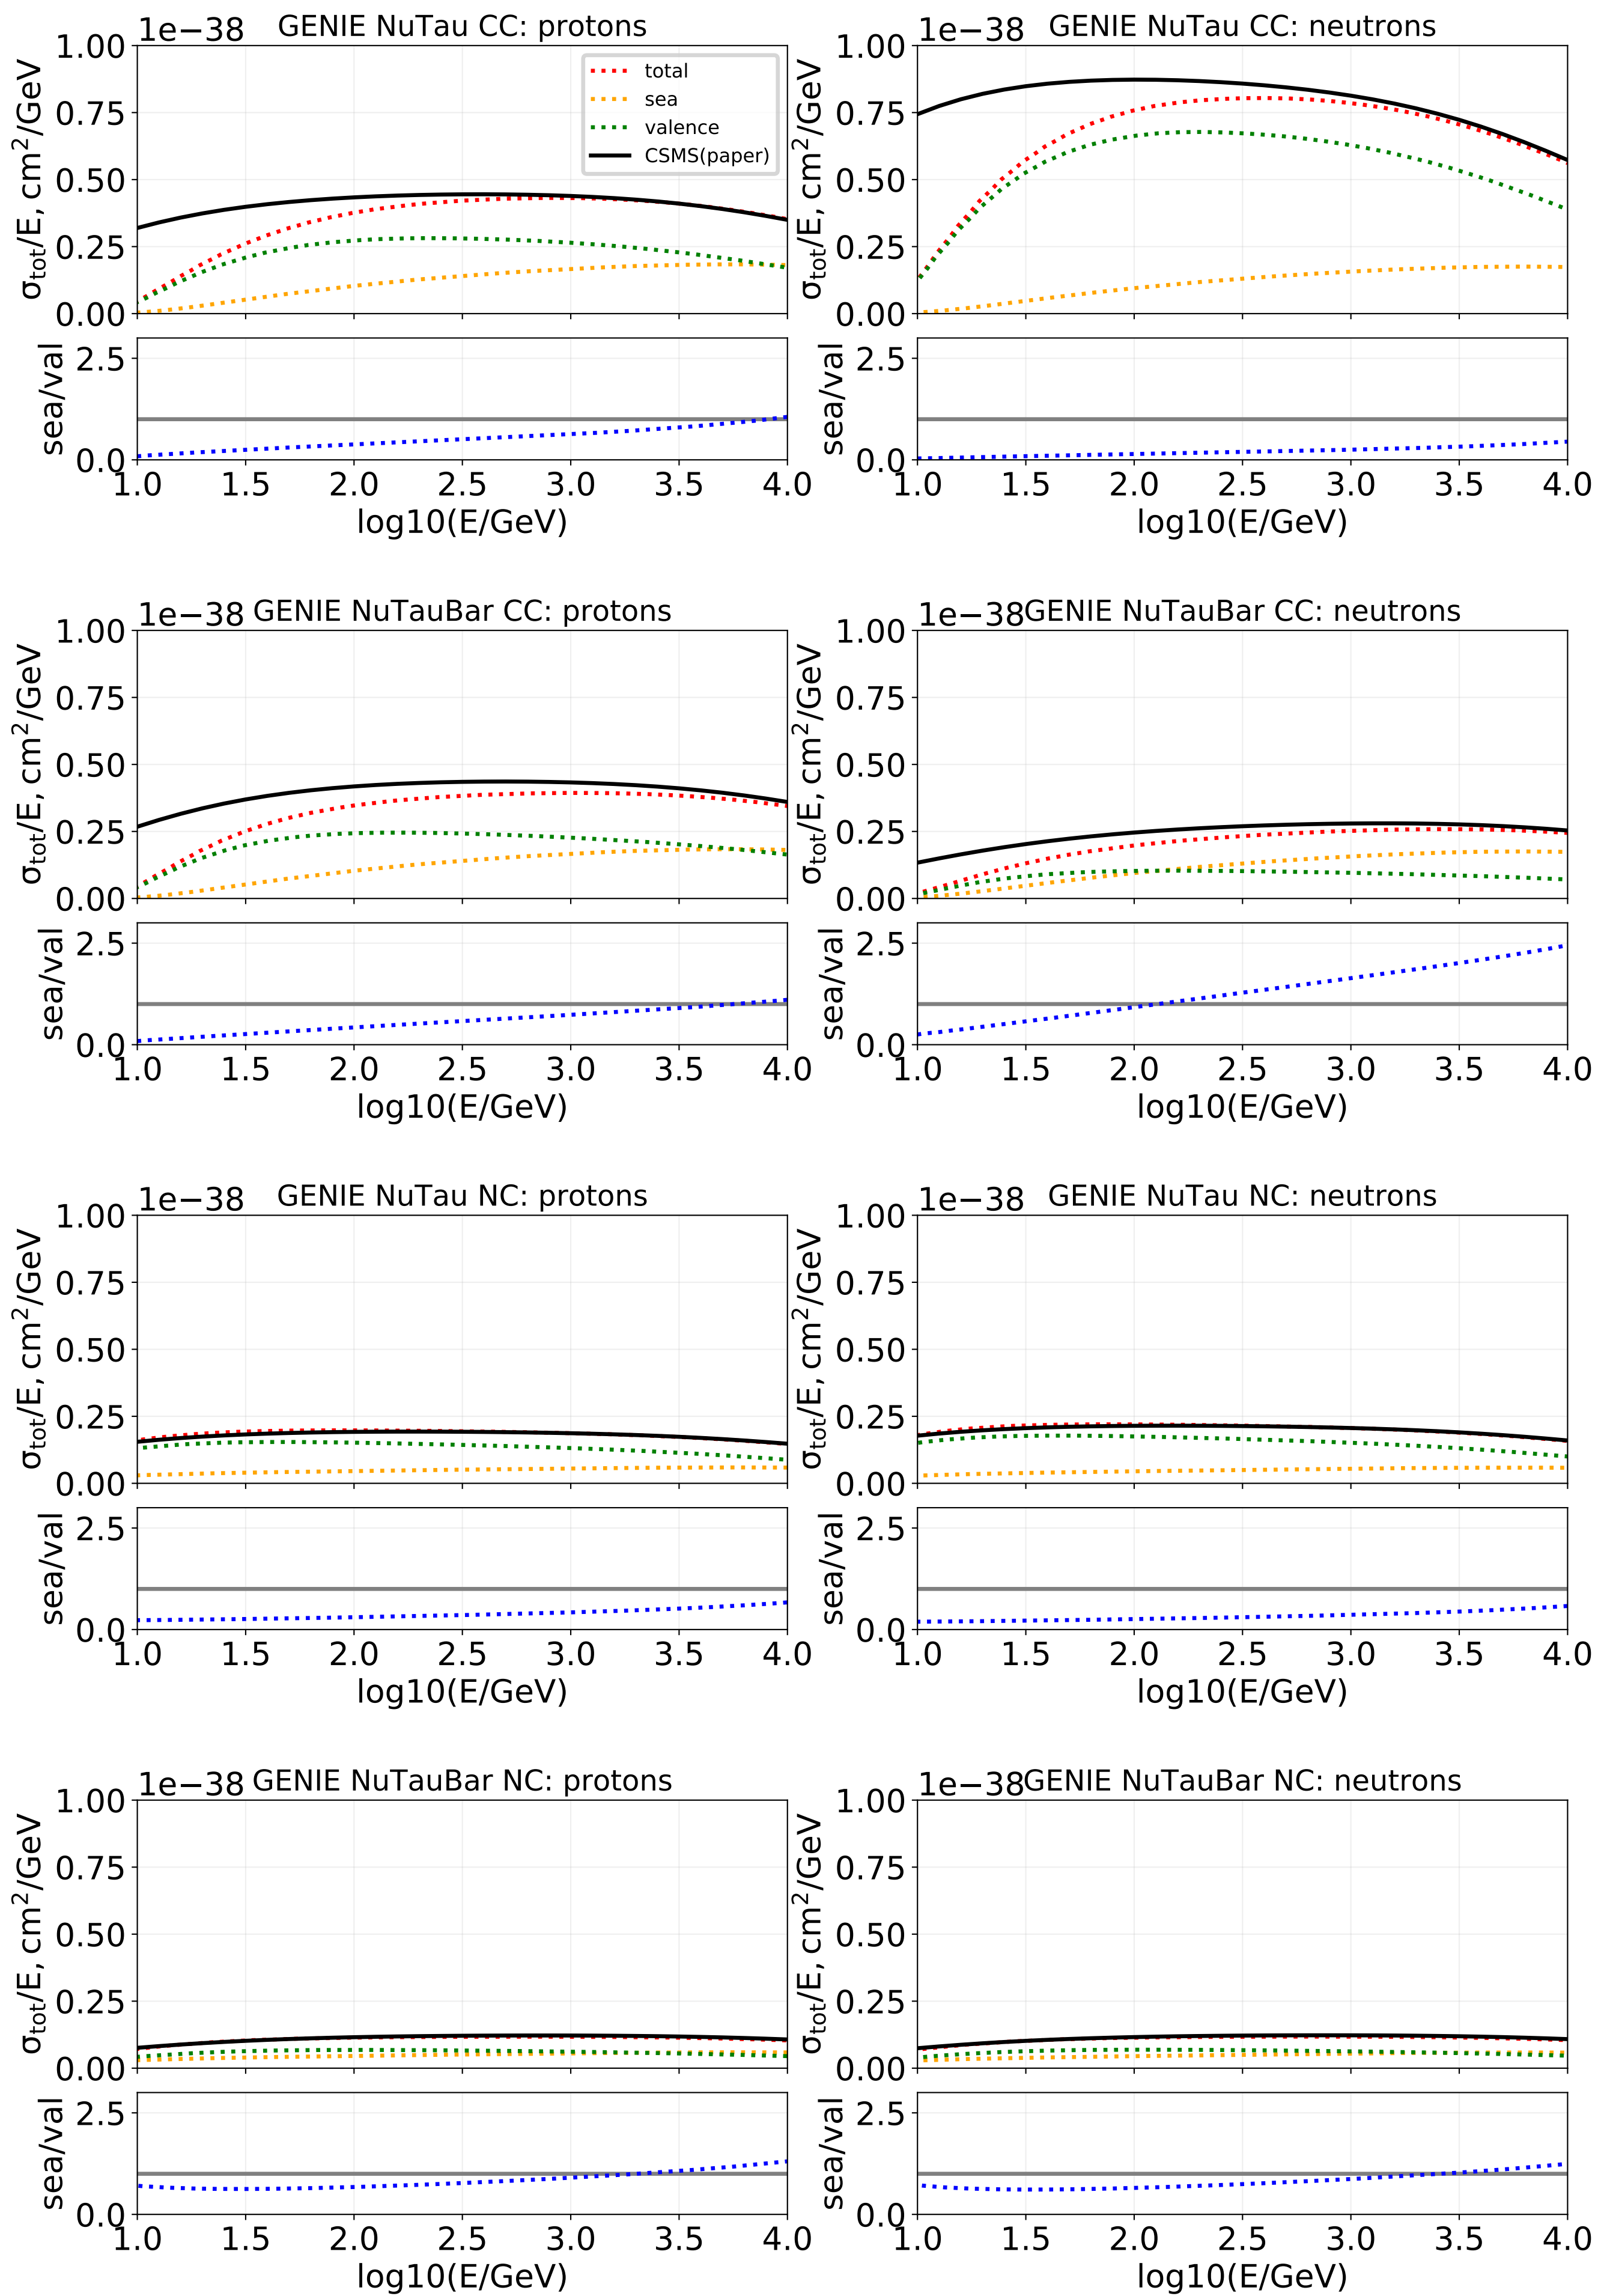 1e−38 GENIE NuTau CC: protons
1.00
0.75
0.50
0.25
0.00
σtot/E, cm²/GeV
total
sea
valence
CSMS(paper)
2.5
0.0
sea/val
1.0 1.5 2.0 2.5 3.0 3.5 4.0
log10(E/GeV)
1e−38 GENIE NuTau CC: neutrons
1.00
0.75
0.50
0.25
0.00
σtot/E, cm²/GeV
2.5
0.0
sea/val
1.0 1.5 2.0 2.5 3.0 3.5 4.0
log10(E/GeV)
1e−38 GENIE NuTauBar CC: protons
1.00
0.75
0.50
0.25
0.00
σtot/E, cm²/GeV
2.5
0.0
sea/val
1.0 1.5 2.0 2.5 3.0 3.5 4.0
log10(E/GeV)
1e−38 GENIE NuTauBar CC: neutrons
1.00
0.75
0.50
0.25
0.00
σtot/E, cm²/GeV
2.5
0.0
sea/val
1.0 1.5 2.0 2.5 3.0 3.5 4.0
log10(E/GeV)
1e−38 GENIE NuTau NC: protons
1.00
0.75
0.50
0.25
0.00
σtot/E, cm²/GeV
2.5
0.0
sea/val
1.0 1.5 2.0 2.5 3.0 3.5 4.0
log10(E/GeV)
1e−38 GENIE NuTau NC: neutrons
1.00
0.75
0.50
0.25
0.00
σtot/E, cm²/GeV
2.5
0.0
sea/val
1.0 1.5 2.0 2.5 3.0 3.5 4.0
log10(E/GeV)
1e−38 GENIE NuTauBar NC: protons
1.00
0.75
0.50
0.25
0.00
σtot/E, cm²/GeV
2.5
0.0
sea/val
1.0 1.5 2.0 2.5 3.0 3.5 4.0
log10(E/GeV)
1e−38 GENIE NuTauBar NC: neutrons
1.00
0.75
0.50
0.25
0.00
σtot/E, cm²/GeV
2.5
0.0
sea/val
1.0 1.5 2.0 2.5 3.0 3.5 4.0
log10(E/GeV)